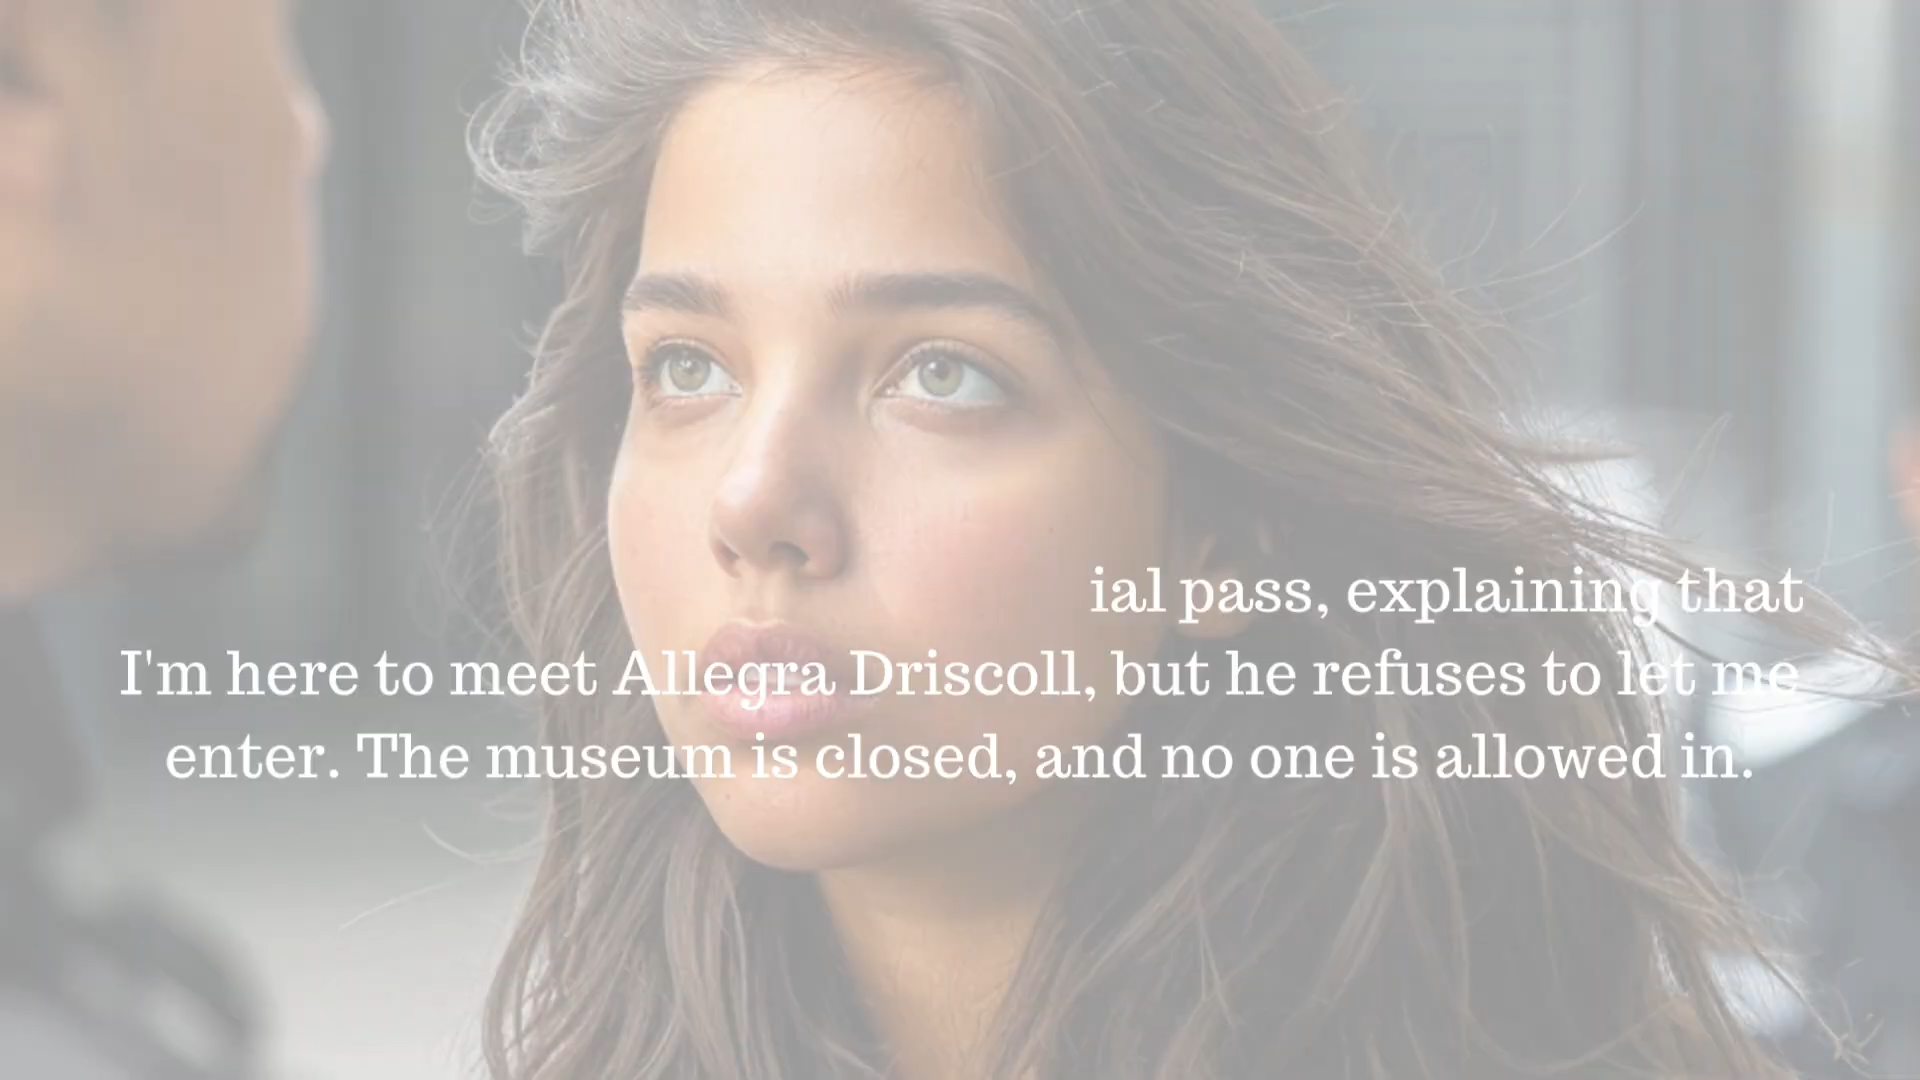 ial pass, explaining that
I'm here to meet Allegra Driscoll, but he refuses to let me
enter. The museum is closed, and no one is allowed in.